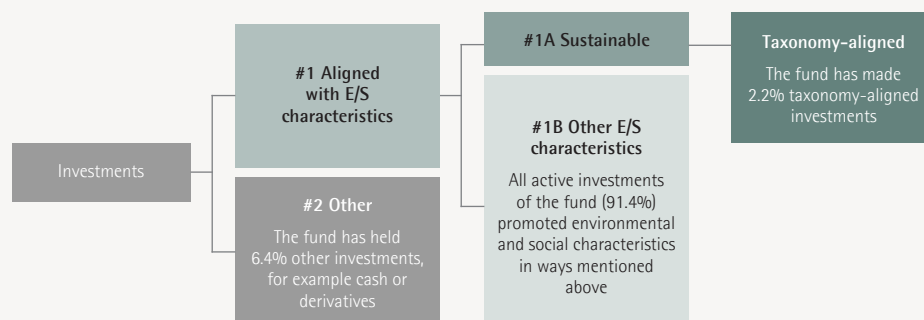 Investments
#1 Aligned
with E/S
characteristics
#2 Other
The fund has held
6.4% other investments,
for example cash or
derivatives
#1A Sustainable
#1B Other E/S
characteristics
All active investments
of the fund (91.4%)
promoted environmental
and social characteristics
in ways mentioned
above
Taxonomy-aligned
The fund has made
2.2% taxonomy-aligned
investments